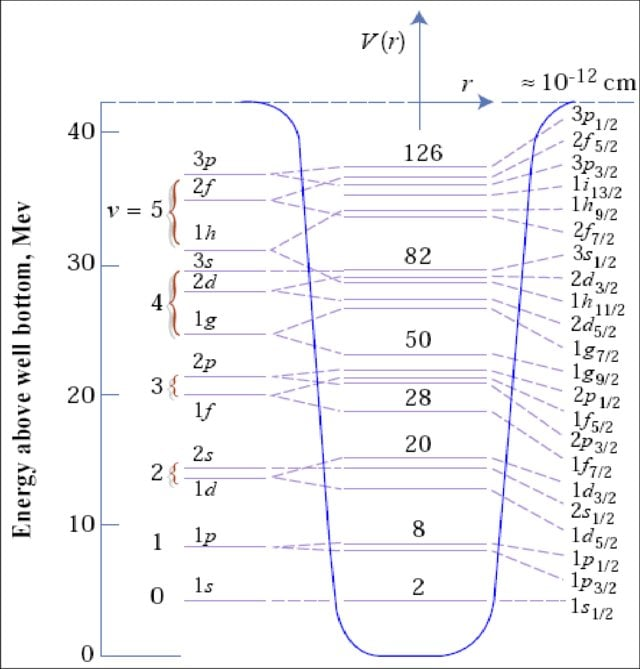 V(r)
r
≈ 10⁻¹² cm
40
30
20
10
0
Energy above well bottom, Mev
3p
2f
ν = 5
1h
3s
2d
4
1g
2p
3
1f
2s
2
1d
1
1p
0
1s
126
82
50
28
20
8
2
3p₁/₂
2f₅/₂
3p₃/₂
1i₁₃/₂
1h₉/₂
2f₇/₂
3s₁/₂
2d₃/₂
1h₁₁/₂
2d₅/₂
1g₇/₂
1g₉/₂
2p₁/₂
1f₅/₂
2p₃/₂
1f₇/₂
1d₃/₂
2s₁/₂
1d₅/₂
1p₁/₂
1p₃/₂
1s₁/₂